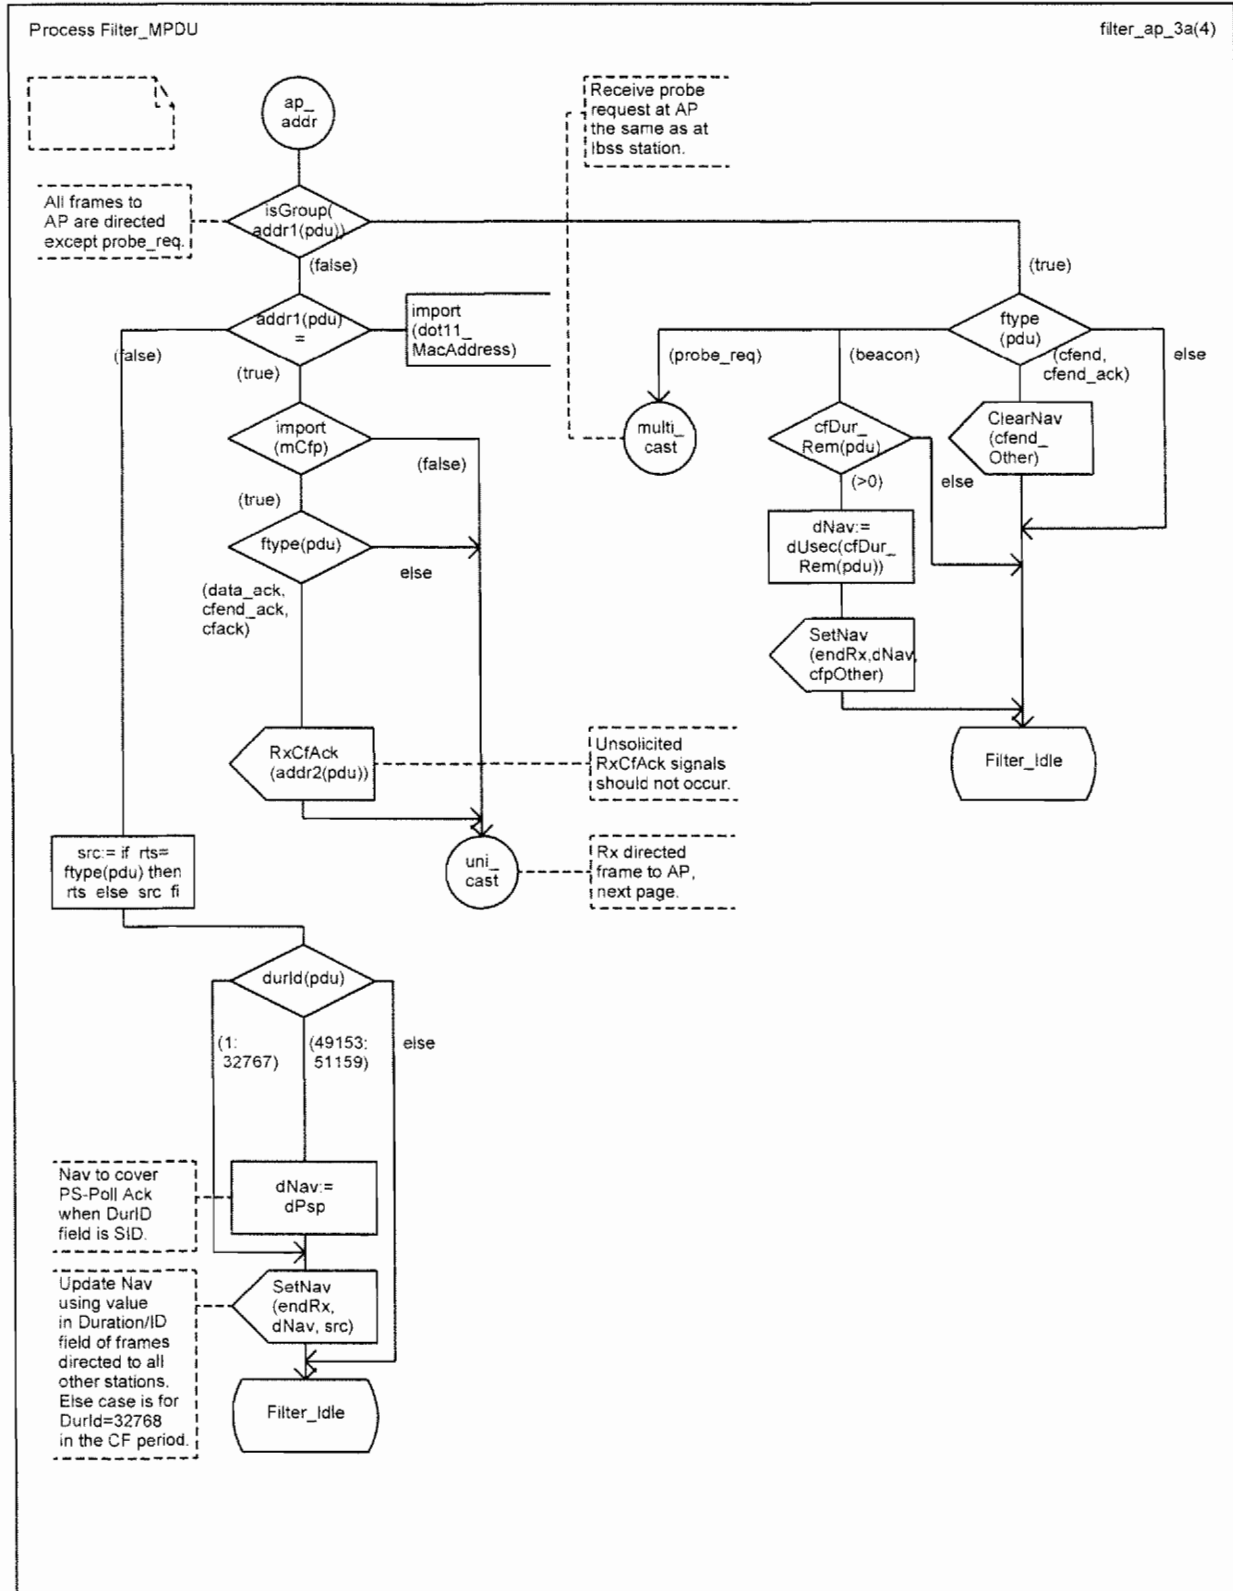 Process Filter_MPDU
filter_ap_3a(4)
ap_
addr
Receive probe
request at AP
the same as at
Ibss station.
All frames to
AP are directed
except probe_req.
isGroup(
addr1(pdu))
(false)
(true)
addr1(pdu)
=
import
(dot11_
MacAddress)
ftype
(pdu)
(false)
(true)
(probe_req)
(beacon)
(cfend,
cfend_ack)
else
import
(mCfp)
(false)
(true)
multi_
cast
cfDur_
Rem(pdu)
(>0)
else
ClearNav
(cfend_
Other)
ftype(pdu)
else
(data_ack,
cfend_ack,
cfack)
dNav:=
dUsec(cfDur_
Rem(pdu))
SetNav
(endRx,dNav,
cfpOther)
RxCfAck
(addr2(pdu))
Unsolicited
RxCfAck signals
should not occur.
Filter_Idle
src:= if rts=
ftype(pdu) then
rts else src fi
uni_
cast
Rx directed
frame to AP,
next page.
durId(pdu)
(1:
32767)
(49153:
51159)
else
Nav to cover
PS-Poll Ack
when DurID
field is SID.
dNav:=
dPsp
Update Nav
using value
in Duration/ID
field of frames
directed to all
other stations.
Else case is for
DurId=32768
in the CF period.
SetNav
(endRx,
dNav, src)
Filter_Idle